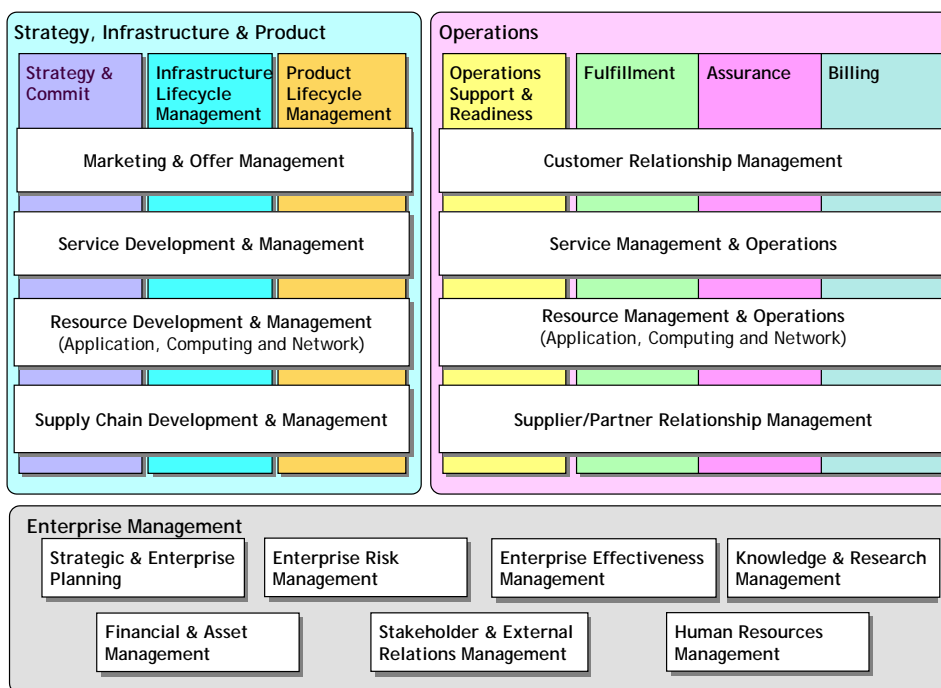 Strategy, Infrastructure & Product
Strategy &
Commit
Infrastructure
Lifecycle
Management
Product
Lifecycle
Management
Marketing & Offer Management
Service Development & Management
Resource Development & Management
(Application, Computing and Network)
Supply Chain Development & Management
Operations
Operations
Support &
Readiness
Fulfillment
Assurance
Billing
Customer Relationship Management
Service Management & Operations
Resource Management & Operations
(Application, Computing and Network)
Supplier/Partner Relationship Management
Enterprise Management
Strategic & Enterprise
Planning
Enterprise Risk
Management
Enterprise Effectiveness
Management
Knowledge & Research
Management
Financial & Asset
Management
Stakeholder & External
Relations Management
Human Resources
Management